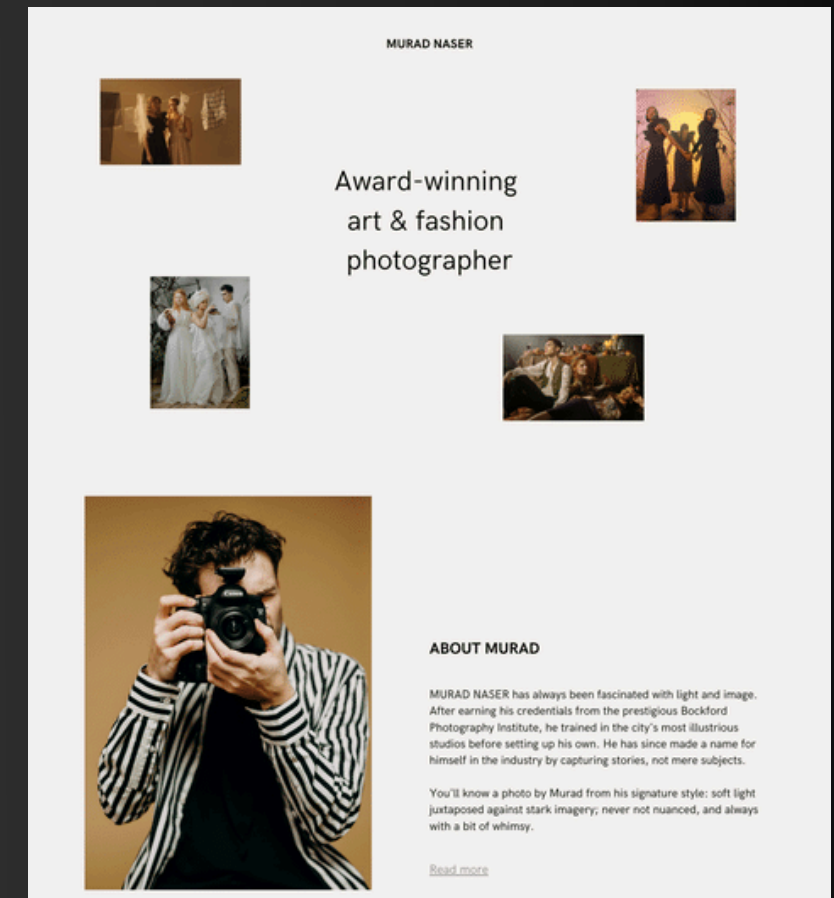 MURAD NASER
Award-winning
art & fashion
photographer
Canon
ABOUT MURAD
MURAD NASER has always been fascinated with light and image.
After earning his credentials from the prestigious Bockford
Photography Institute, he trained in the city's most illustrious
studios before setting up his own. He has since made a name for
himself in the industry by capturing stories, not mere subjects.
You'll know a photo by Murad from his signature style: soft light
juxtaposed against stark imagery; never not nuanced, and always
with a bit of whimsy.
Read more